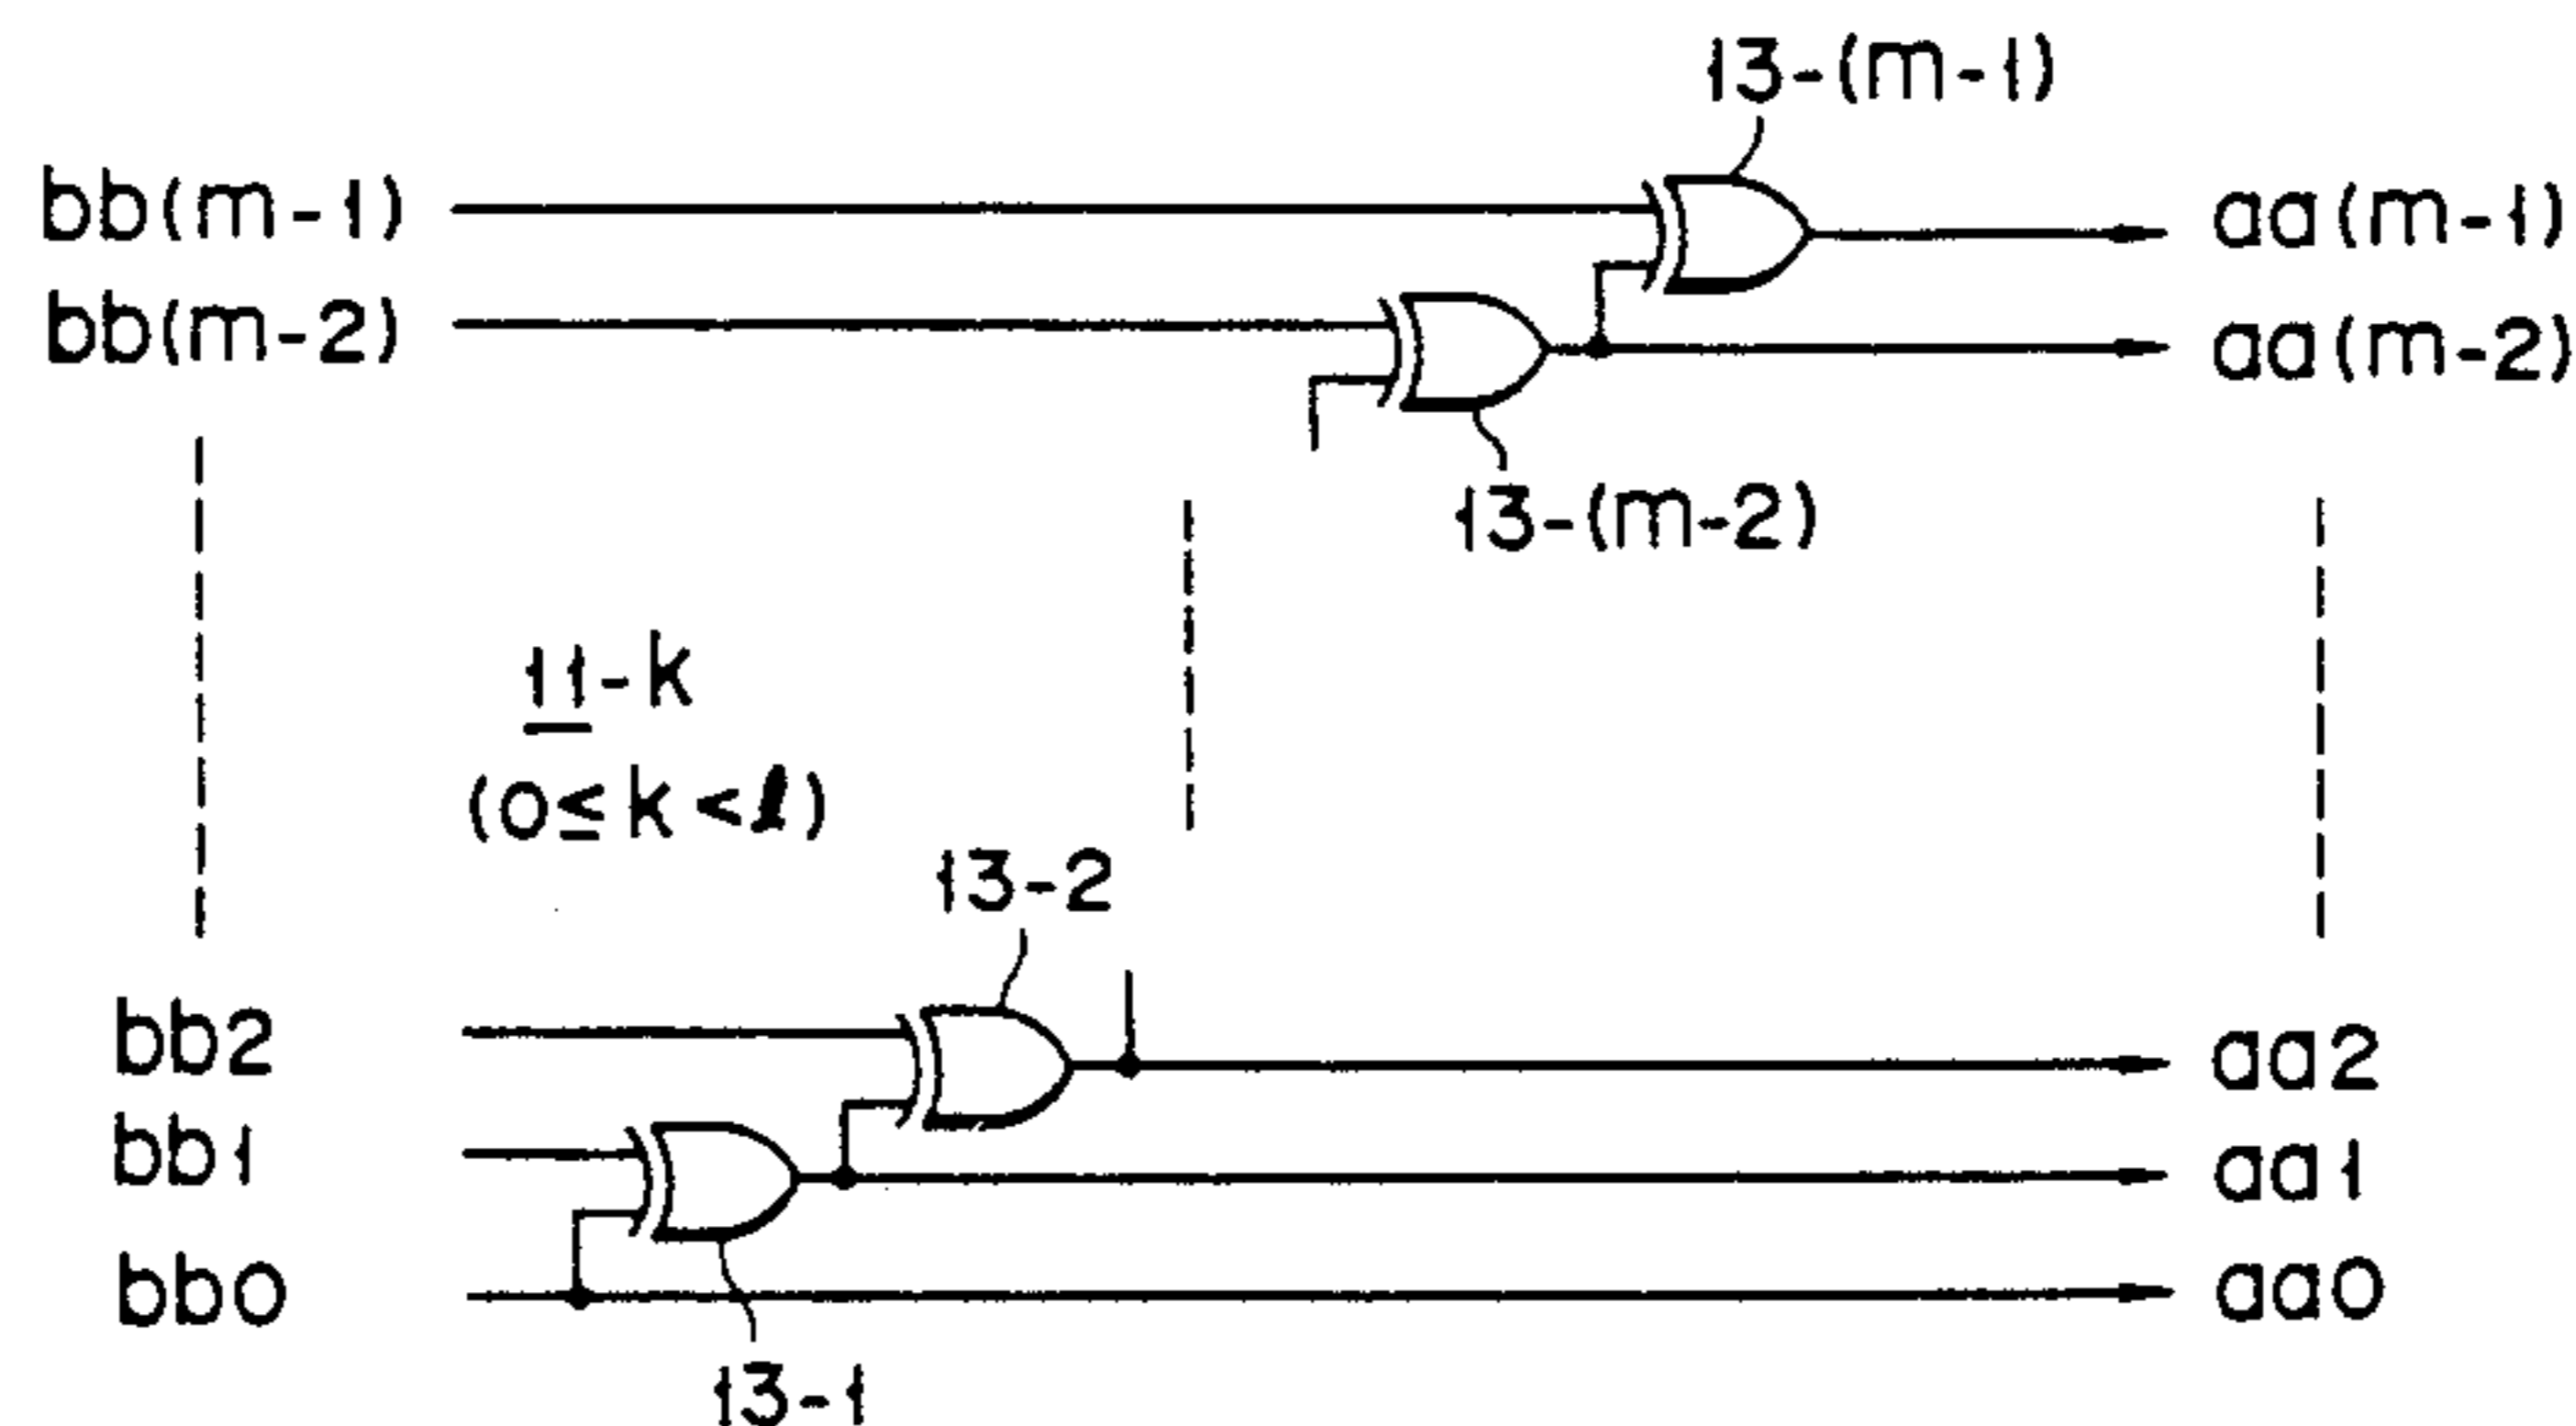 13-(m-1)
bb(m-1)
aa(m-1)
bb(m-2)
aa(m-2)
13-(m-2)
11-k
(0≤k<l)
13-2
bb2
aa2
bb1
aa1
bb0
aa0
13-1